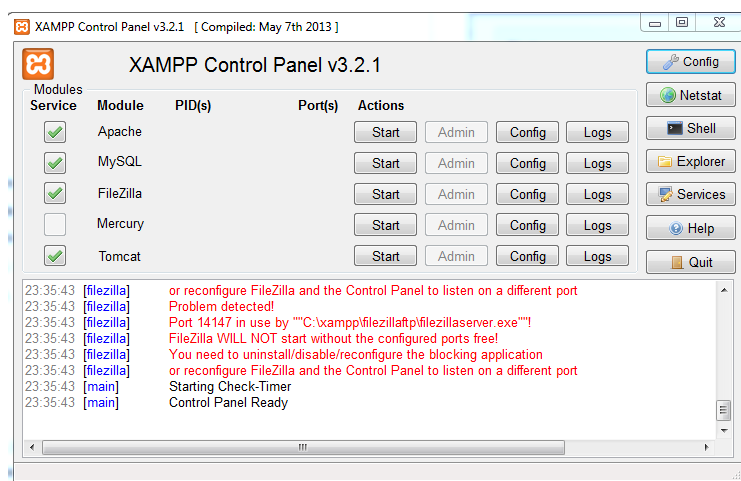 XAMPP Control Panel v3.2.1 [ Compiled: May 7th 2013 ]
XAMPP Control Panel v3.2.1
Config
Modules
Service Module PID(s) Port(s) Actions
Netstat
Apache Start Admin Config Logs
Shell
MySQL Start Admin Config Logs
Explorer
FileZilla Start Admin Config Logs
Services
Mercury Start Admin Config Logs
Help
Tomcat Start Admin Config Logs
Quit
23:35:43 [filezilla] or reconfigure FileZilla and the Control Panel to listen on a different port
23:35:43 [filezilla] Problem detected!
23:35:43 [filezilla] Port 14147 in use by ""C:\xampp\filezillaftp\filezillaserver.exe""!
23:35:43 [filezilla] FileZilla WILL NOT start without the configured ports free!
23:35:43 [filezilla] You need to uninstall/disable/reconfigure the blocking application
23:35:43 [filezilla] or reconfigure FileZilla and the Control Panel to listen on a different port
23:35:43 [main] Starting Check-Timer
23:35:43 [main] Control Panel Ready